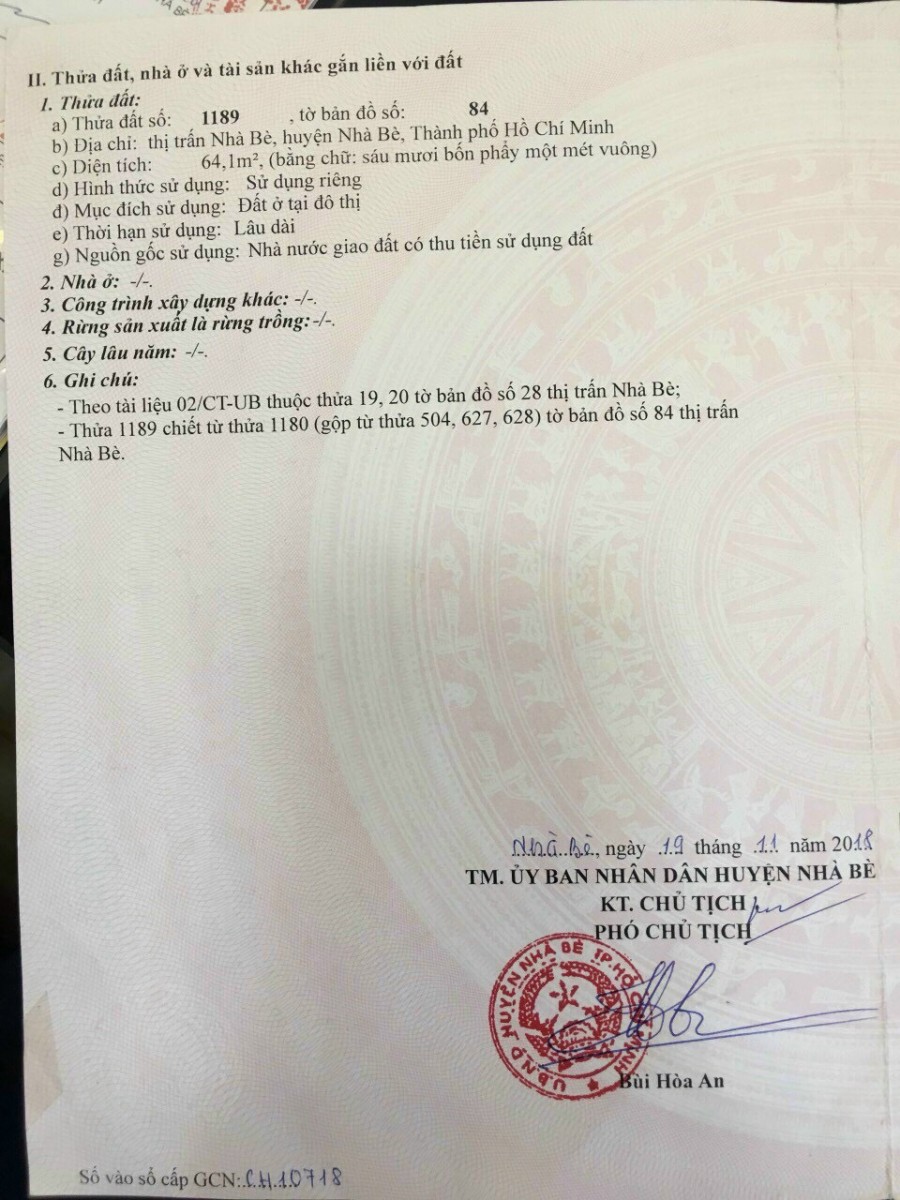 II. Thửa đất, nhà ở và tài sản khác gắn liền với đất
1. Thửa đất:
a) Thửa đất số: 1189 , tờ bản đồ số: 84
b) Địa chỉ: thị trấn Nhà Bè, huyện Nhà Bè, Thành phố Hồ Chí Minh
c) Diện tích: 64,1m², (bằng chữ: sáu mươi bốn phẩy một mét vuông)
d) Hình thức sử dụng: Sử dụng riêng
đ) Mục đích sử dụng: Đất ở tại đô thị
e) Thời hạn sử dụng: Lâu dài
g) Nguồn gốc sử dụng: Nhà nước giao đất có thu tiền sử dụng đất
2. Nhà ở: -/-.
3. Công trình xây dựng khác: -/-.
4. Rừng sản xuất là rừng trồng:-/-.
5. Cây lâu năm: -/-.
6. Ghi chú:
- Theo tài liệu 02/CT-UB thuộc thửa 19, 20 tờ bản đồ số 28 thị trấn Nhà Bè;
- Thửa 1189 chiết từ thửa 1180 (gộp từ thửa 504, 627, 628) tờ bản đồ số 84 thị trấn
Nhà Bè.
Nhà Bè, ngày 19 tháng 11 năm 2018
TM. ỦY BAN NHÂN DÂN HUYỆN NHÀ BÈ
KT. CHỦ TỊCH
PHÓ CHỦ TỊCH
U.B.N.D HUYỆN NHÀ BÈ TP.HỒ CHÍ MINH
Bùi Hòa An
Số vào sổ cấp GCN: CH10718